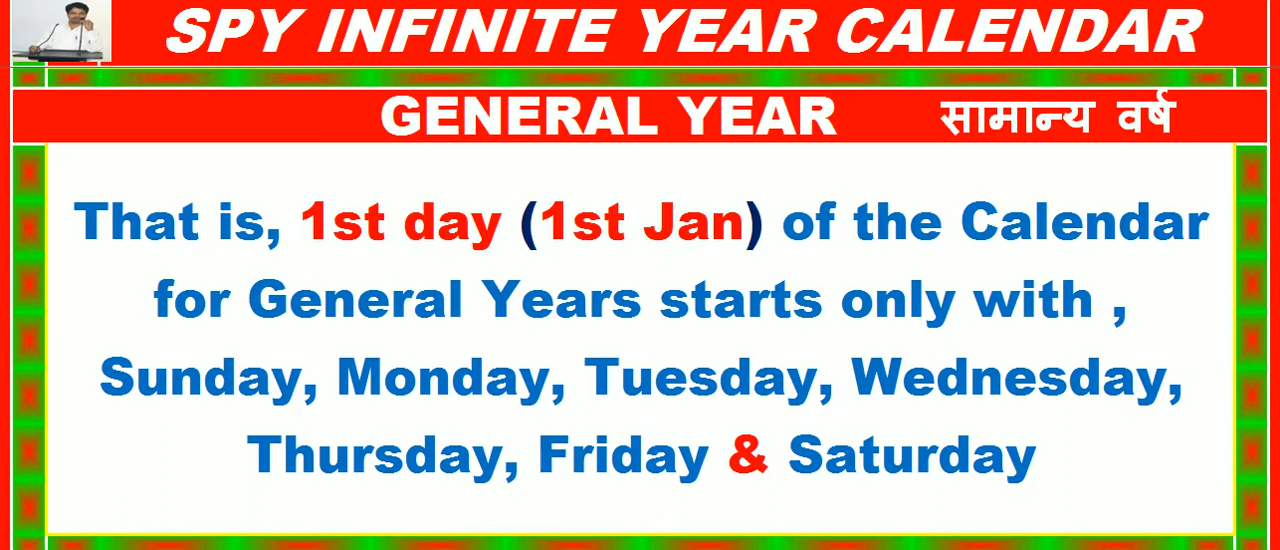 SPY INFINITE YEAR CALENDAR
GENERAL YEAR सामान्य वर्ष
That is, 1st day (1st Jan) of the Calendar
for General Years starts only with ,
Sunday, Monday, Tuesday, Wednesday,
Thursday, Friday & Saturday